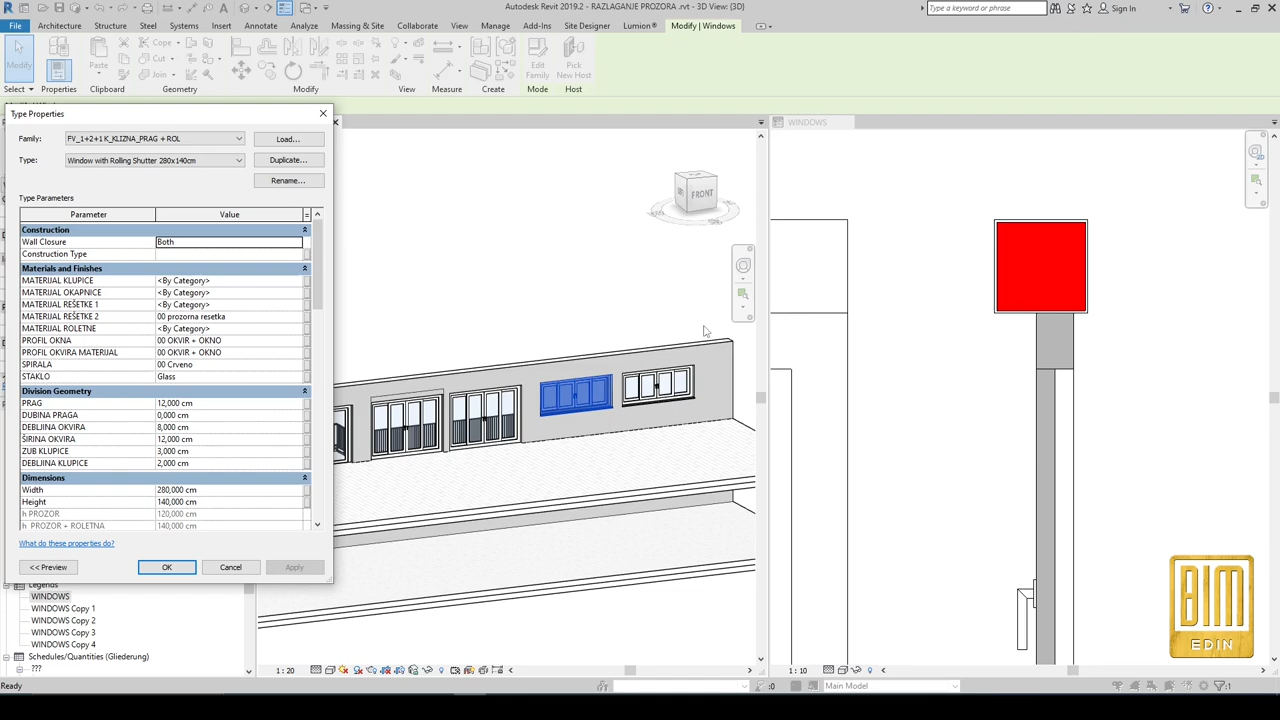 Autodesk Revit 2019.2 - RAZLAGANJE PROZORA .rvt - 3D View: {3D}
Type a keyword or phrase
Sign In
File Architecture Structure Steel Systems Insert Annotate Analyze Massing & Site Collaborate View Manage Add-Ins Site Designer Lumion® Modify | Windows
Modify Paste Cope Cut Join Edit Family Pick New Host
Select Properties Clipboard Geometry Modify View Measure Create Mode Host
Type Properties
WINDOWS
Family: FV_1+2+1 K_KLIZNA_PRAG + ROL Load...
Type: Window with Rolling Shutter 280x140cm Duplicate...
Rename...
Type Parameters
Parameter Value =
Construction
Wall Closure Both
Construction Type
Materials and Finishes
MATERIJAL KLUPICE <By Category>
MATERIJAL OKAPNICE <By Category>
MATERIJAL REŠETKE 1 <By Category>
MATERIJAL REŠETKE 2 00 prozorna resetka
MATERIJAL ROLETNE <By Category>
PROFIL OKNA 00 OKVIR + OKNO
PROFIL OKVIRA MATERIJAL 00 OKVIR + OKNO
SPIRALA 00 Crveno
STAKLO Glass
Division Geometry
PRAG 12,000 cm
DUBINA PRAGA 0,000 cm
DEBLJINA OKVIRA 8,000 cm
ŠIRINA OKVIRA 12,000 cm
ZUB KLUPICE 3,000 cm
DEBLJINA KLUPICE 2,000 cm
Dimensions
Width 280,000 cm
Height 140,000 cm
h PROZOR 120,000 cm
h PROZOR + ROLETNA 140,000 cm
What do these properties do?
<< Preview OK Cancel Apply
FRONT
Legends
WINDOWS
WINDOWS Copy 1
WINDOWS Copy 2
WINDOWS Copy 3
WINDOWS Copy 4
Schedules/Quantities (Gliederung)
???
1 : 20
1 : 10
Ready
:0
Main Model
:1
BIM
EDIN